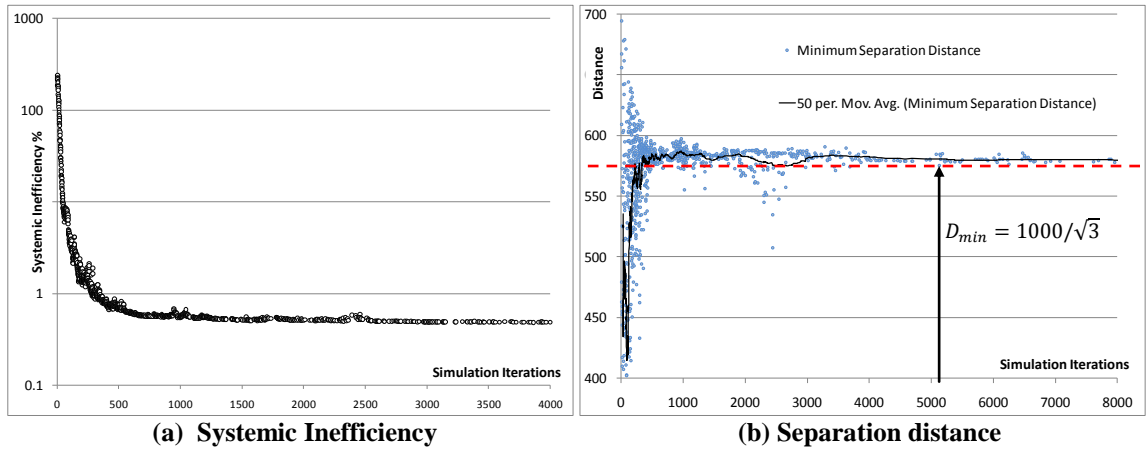 1000
100
1
0.1
Systemic Inefficiency %
Simulation Iterations
0 500 1000 1500 2000 2500 3000 3500 4000
(a) Systemic Inefficiency
700
600
550
500
450
400
Distance
Minimum Separation Distance
50 per. Mov. Avg. (Minimum Separation Distance)
D_{min} = 1000/√3
Simulation Iterations
0 1000 2000 3000 4000 5000 6000 7000 8000
(b) Separation distance